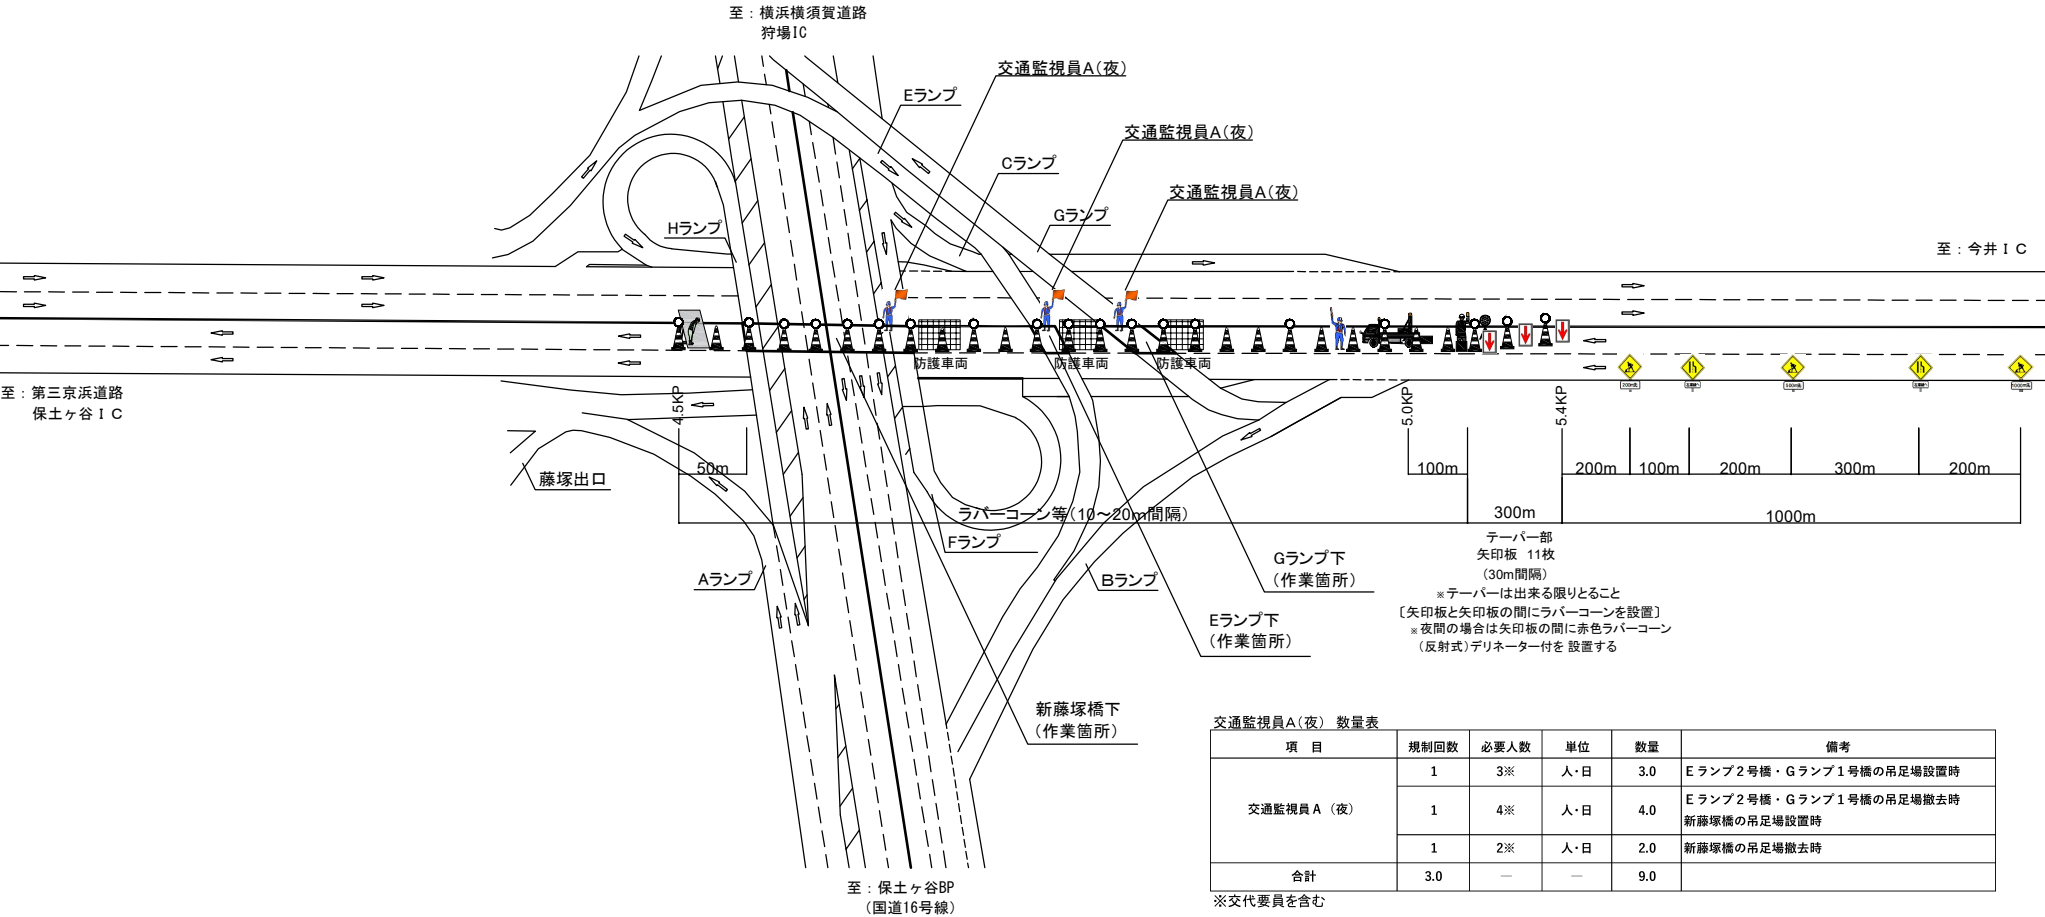 至：横浜横須賀道路
狩場IC
交通監視員A(夜)
Eランプ
交通監視員A(夜)
Cランプ
交通監視員A(夜)
Gランプ
Hランプ
至：今井ＩＣ
防護車両
防護車両
防護車両
至：第三京浜道路
保土ヶ谷ＩＣ
4.5KP
5.0KP
5.4KP
50m
100m
200m
100m
200m
300m
200m
藤塚出口
ラバーコーン等(10～20m間隔)
300m
1000m
Fランプ
テーパー部
矢印板 11枚
(30m間隔)
※テーパーは出来る限りとること
〔矢印板と矢印板の間にラバーコーンを設置〕
※夜間の場合は矢印板の間に赤色ラバーコーン
(反射式)デリネーター付を 設置する
Aランプ
Bランプ
Gランプ下
(作業箇所)
Eランプ下
(作業箇所)
新藤塚橋下
(作業箇所)
至：保土ヶ谷BP
(国道16号線)
交通監視員A(夜) 数量表
項　目 規制回数 必要人数 単位 数量 備考
交通監視員Ａ（夜）
1 3※ 人・日 3.0 Ｅランプ２号橋・Ｇランプ１号橋の吊足場設置時
1 4※ 人・日 4.0 Ｅランプ２号橋・Ｇランプ１号橋の吊足場撤去時
新藤塚橋の吊足場設置時
1 2※ 人・日 2.0 新藤塚橋の吊足場撤去時
合計 3.0 ― ― 9.0
※交代要員を含む